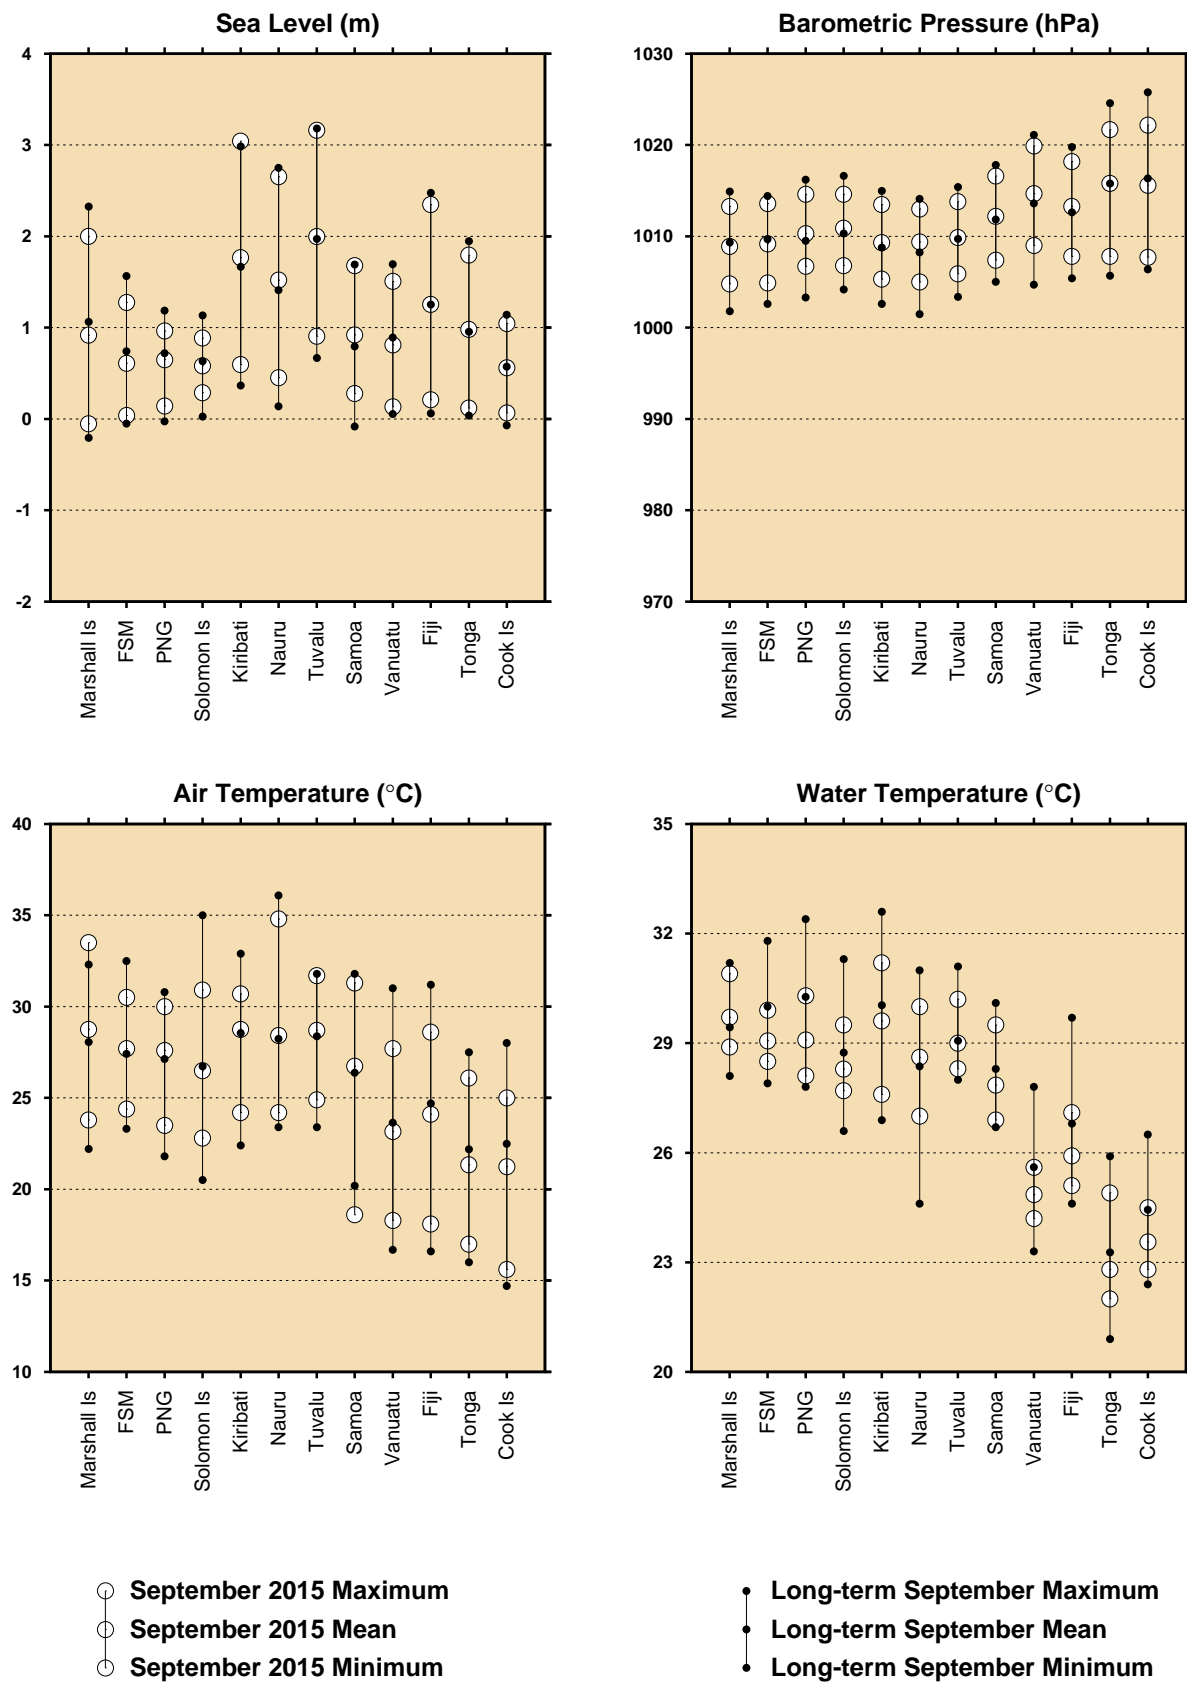 Sea Level (m)
4
3
2
1
0
-1
-2
Marshall Is
FSM
PNG
Solomon Is
Kiribati
Nauru
Tuvalu
Samoa
Vanuatu
Fiji
Tonga
Cook Is
Barometric Pressure (hPa)
1030
1020
1010
1000
990
980
970
Marshall Is
FSM
PNG
Solomon Is
Kiribati
Nauru
Tuvalu
Samoa
Vanuatu
Fiji
Tonga
Cook Is
Air Temperature (°C)
40
35
30
25
20
15
10
Marshall Is
FSM
PNG
Solomon Is
Kiribati
Nauru
Tuvalu
Samoa
Vanuatu
Fiji
Tonga
Cook Is
Water Temperature (°C)
35
32
29
26
23
20
Marshall Is
FSM
PNG
Solomon Is
Kiribati
Nauru
Tuvalu
Samoa
Vanuatu
Fiji
Tonga
Cook Is
September 2015 Maximum
September 2015 Mean
September 2015 Minimum
Long-term September Maximum
Long-term September Mean
Long-term September Minimum